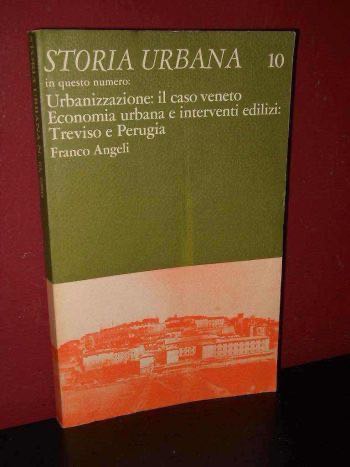 STORIA URBANA 10
in questo numero:
Urbanizzazione: il caso veneto
Economia urbana e interventi edilizi:
Treviso e Perugia
Franco Angeli